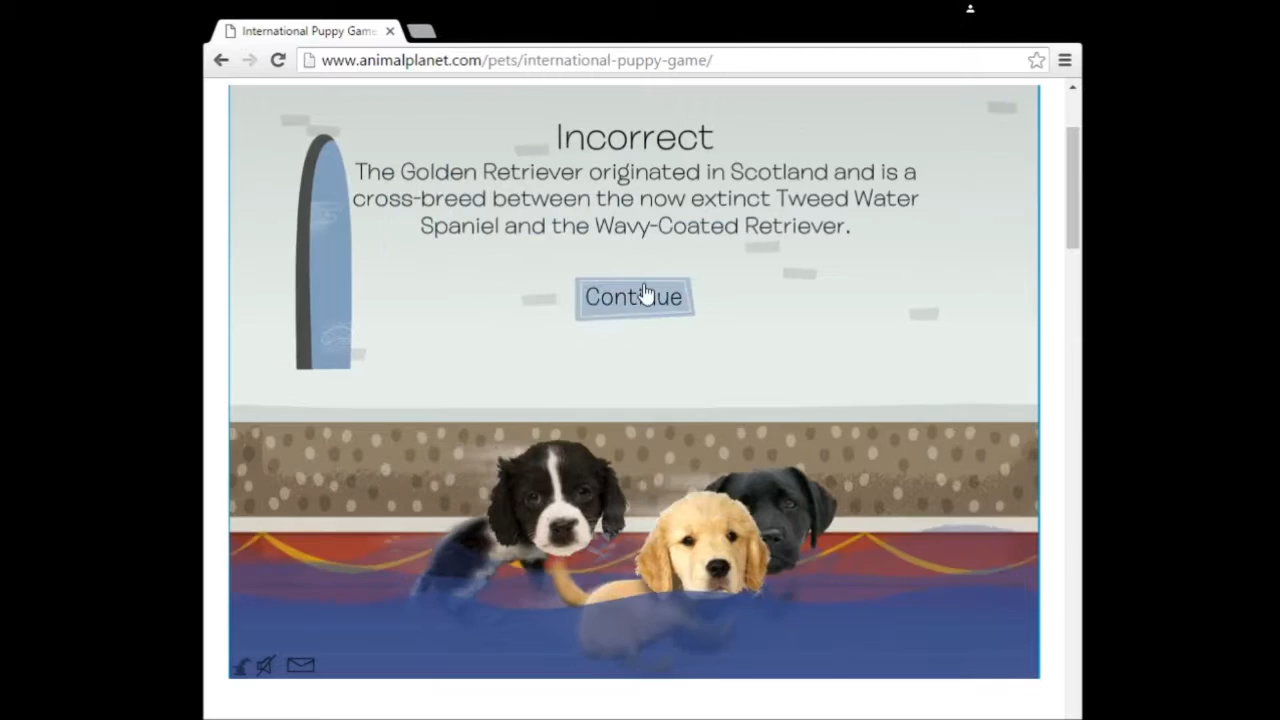 International Puppy Game
www.animalplanet.com/pets/international-puppy-game/
Incorrect
The Golden Retriever originated in Scotland and is a
cross-breed between the now extinct Tweed Water
Spaniel and the Wavy-Coated Retriever.
Continue